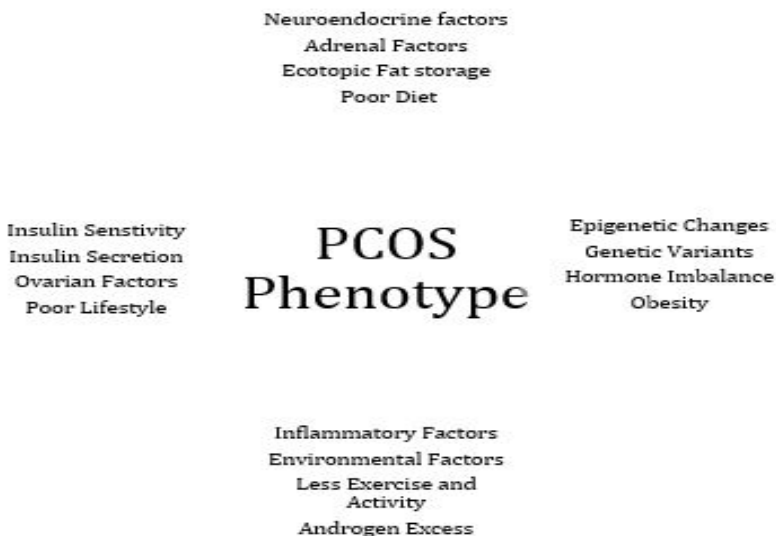 Neuroendocrine factors
Adrenal Factors
Ecotopic Fat storage
Poor Diet
Insulin Senstivity
Insulin Secretion
Ovarian Factors
Poor Lifestyle
PCOS
Phenotype
Epigenetic Changes
Genetic Variants
Hormone Imbalance
Obesity
Inflammatory Factors
Environmental Factors
Less Exercise and
Activity
Androgen Excess